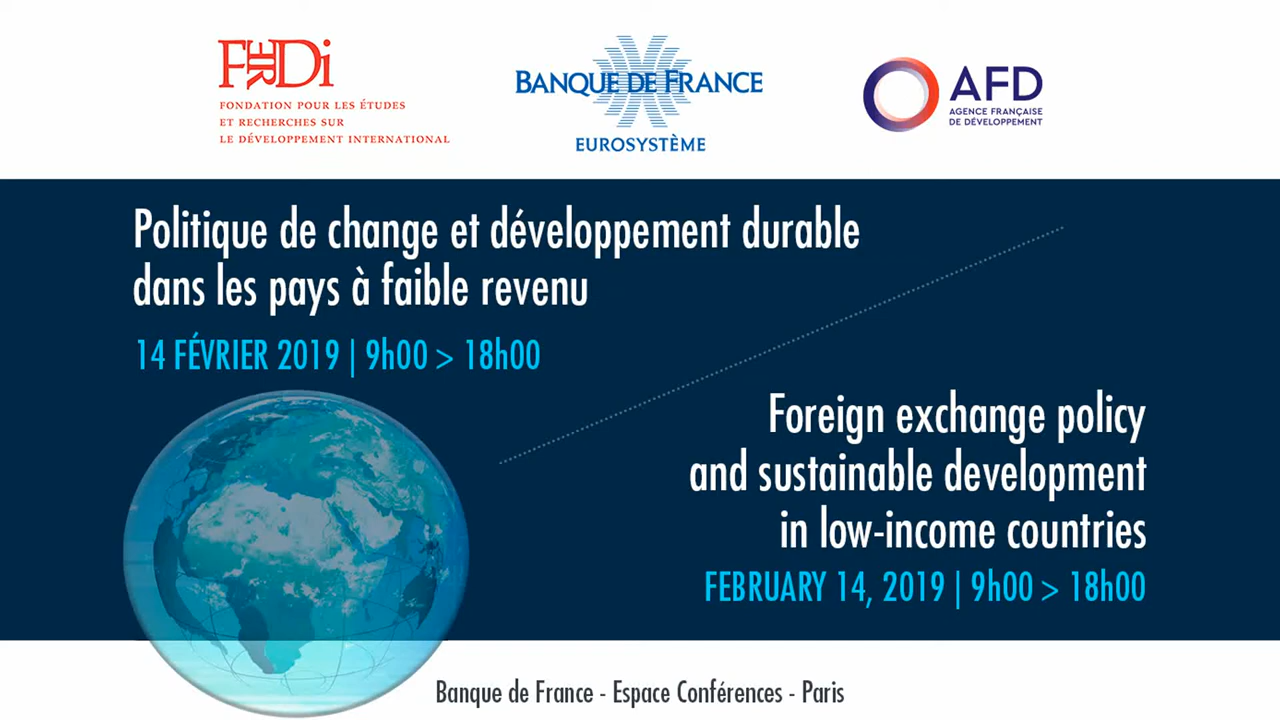 FERDi
FONDATION POUR LES ÉTUDES
ET RECHERCHES SUR
LE DÉVELOPPEMENT INTERNATIONAL
BANQUE DE FRANCE
EUROSYSTÈME
AFD
AGENCE FRANÇAISE
DE DÉVELOPPEMENT
Politique de change et développement durable
dans les pays à faible revenu
14 FÉVRIER 2019 | 9h00 > 18h00
Foreign exchange policy
and sustainable development
in low-income countries
FEBRUARY 14, 2019 | 9h00 > 18h00
Banque de France - Espace Conférences - Paris